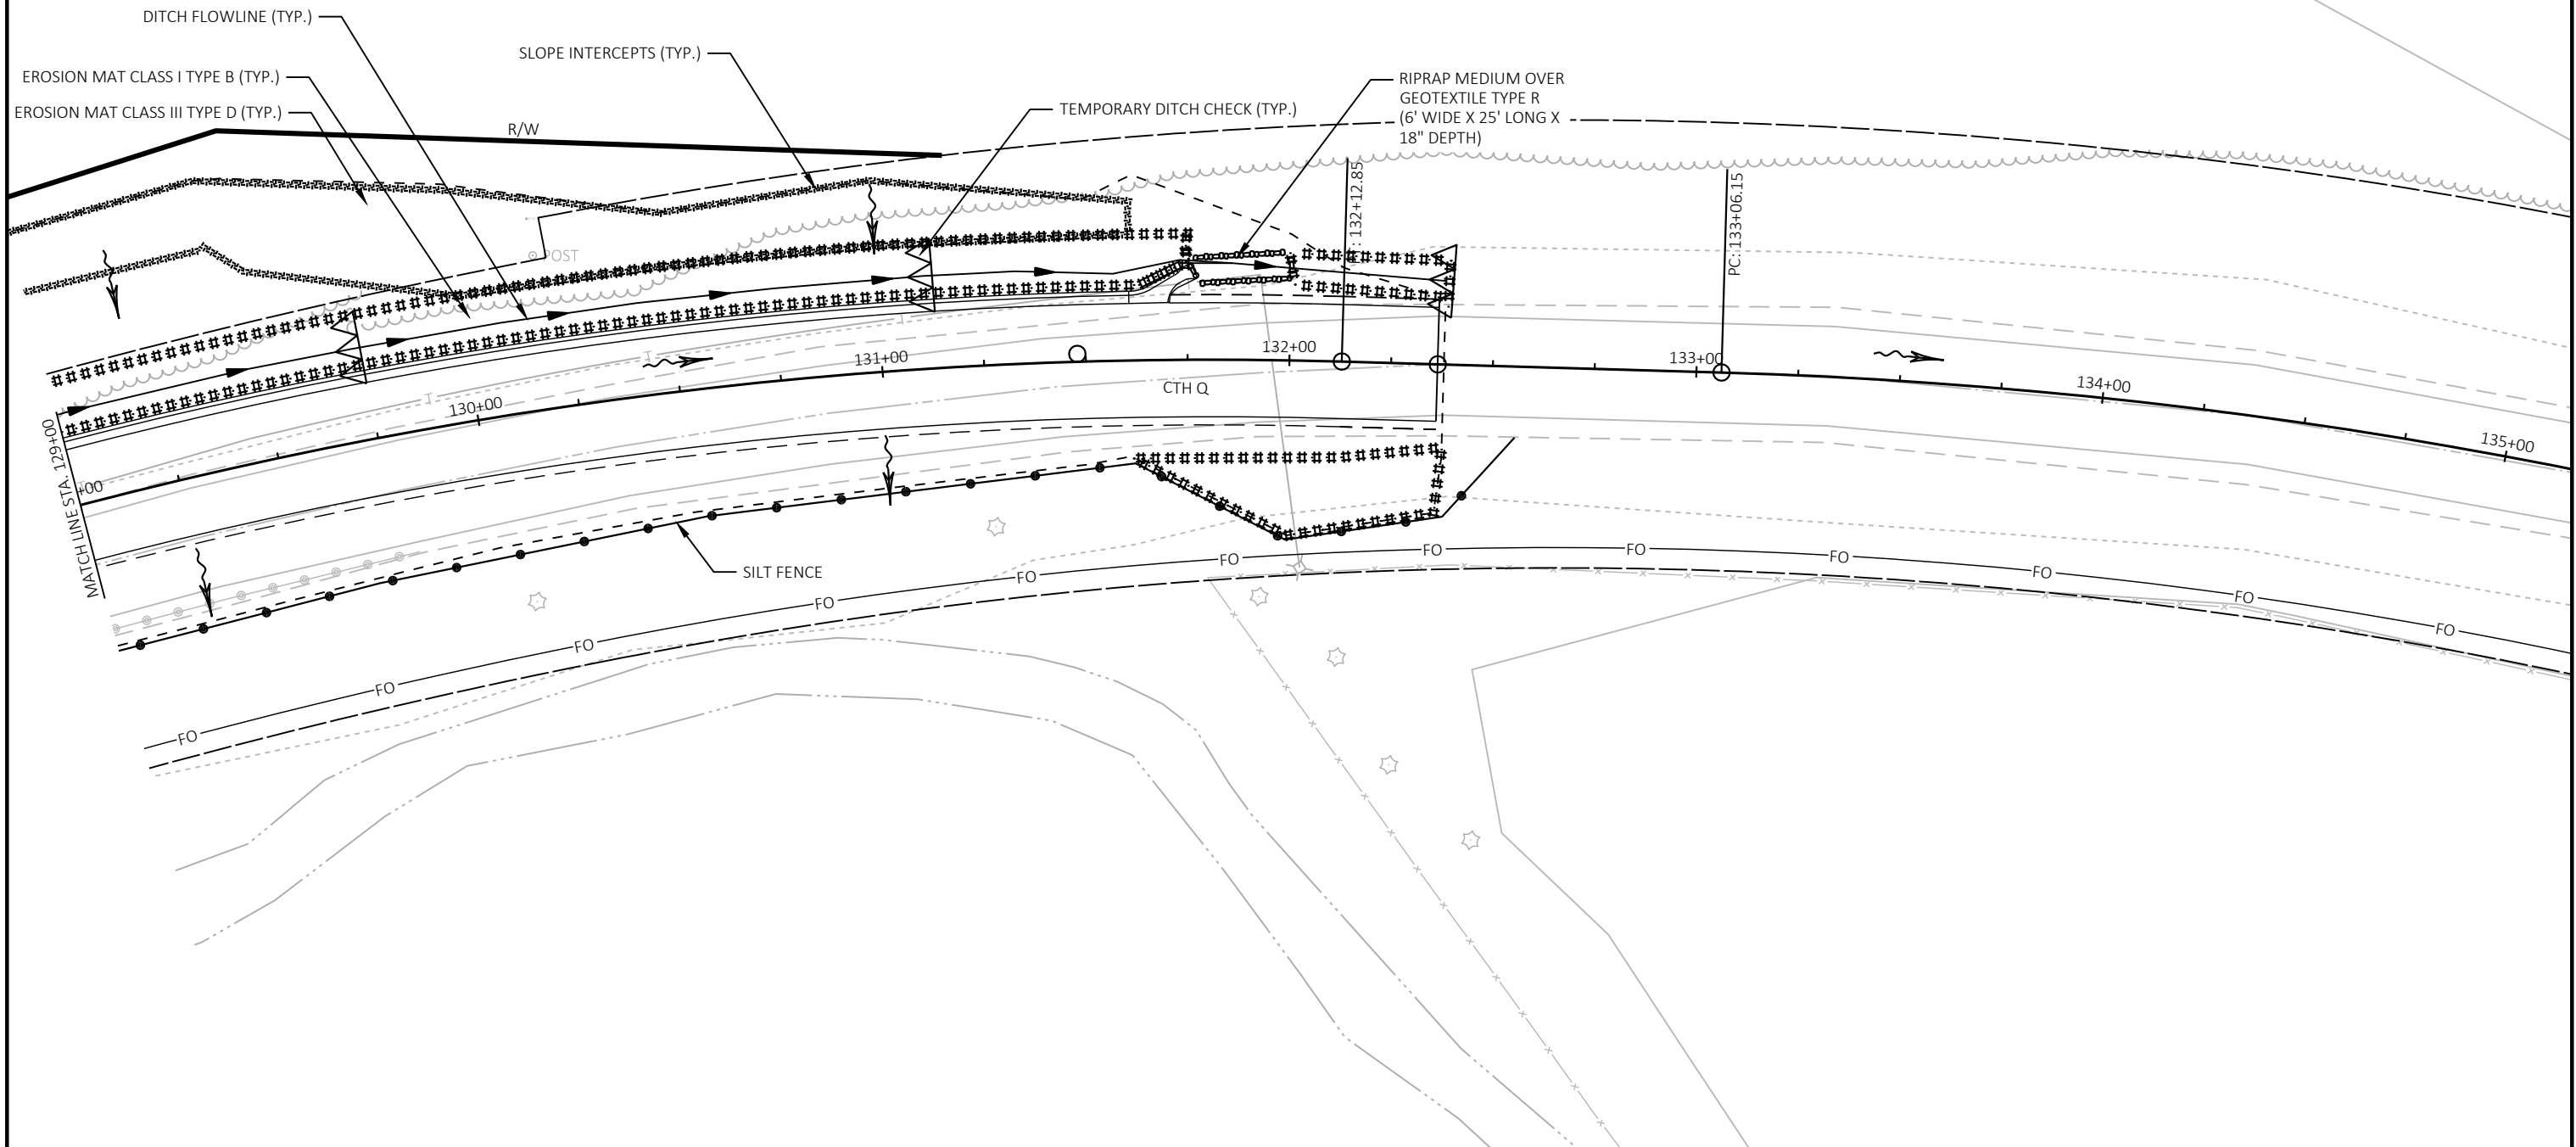 DITCH FLOWLINE (TYP.)
SLOPE INTERCEPTS (TYP.)
EROSION MAT CLASS I TYPE B (TYP.)
EROSION MAT CLASS III TYPE D (TYP.)
R/W
TEMPORARY DITCH CHECK (TYP.)
RIPRAP MEDIUM OVER
GEOTEXTILE TYPE R
(6' WIDE X 25' LONG X
18" DEPTH)
: 132+12.85
PC:133+06.15
POST
T
T
T
T
130+00
131+00
132+00
133+00
134+00
135+00
CTH Q
MATCH LINE STA. 129+00
+00
SILT FENCE
FO
FO
FO
FO
FO
FO
FO
FO
FO
FO
FO
FO